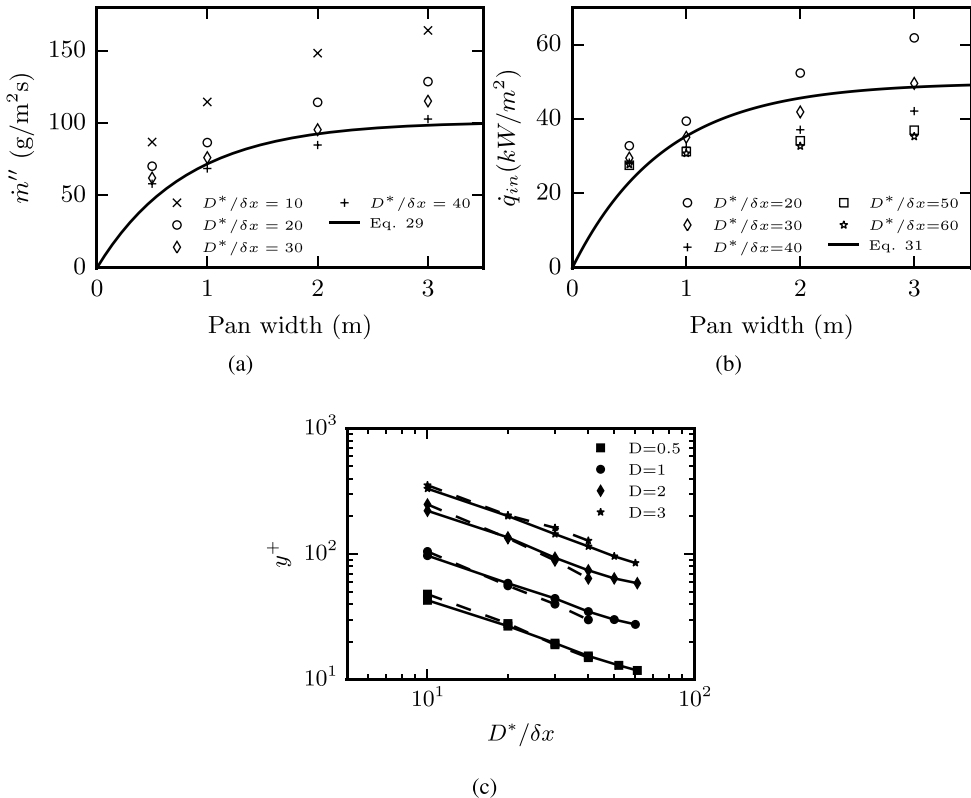 150
100
50
0
ṁ″ (g/m²s)
D*/δx = 10
D*/δx = 20
D*/δx = 30
D*/δx = 40
Eq. 29
0
1
2
3
Pan width (m)
(a)
60
40
20
0
q̇in(kW/m²)
D*/δx=20
D*/δx=30
D*/δx=40
D*/δx=50
D*/δx=60
Eq. 31
0
1
2
3
Pan width (m)
(b)
10³
10²
10¹
y⁺
D=0.5
D=1
D=2
D=3
10¹
10²
D*/δx
(c)